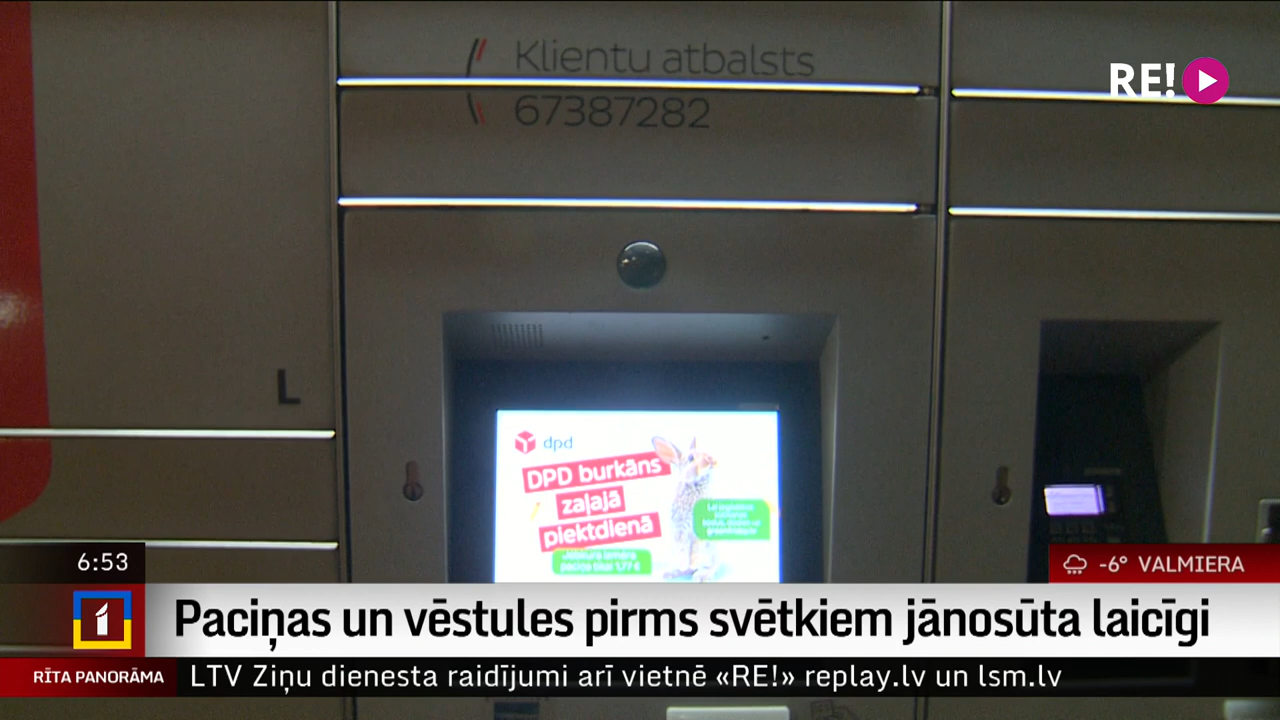 Klientu atbalsts
67387282
RE!
L
dpd
DPD burkāns
zaļajā
piektdienā
6:53
-6° VALMIERA
1
Paciņas un vēstules pirms svētkiem jānosūta laicīgi
RĪTA PANORĀMA
LTV Ziņu dienesta raidījumi arī vietnē «RE!» replay.lv un lsm.lv